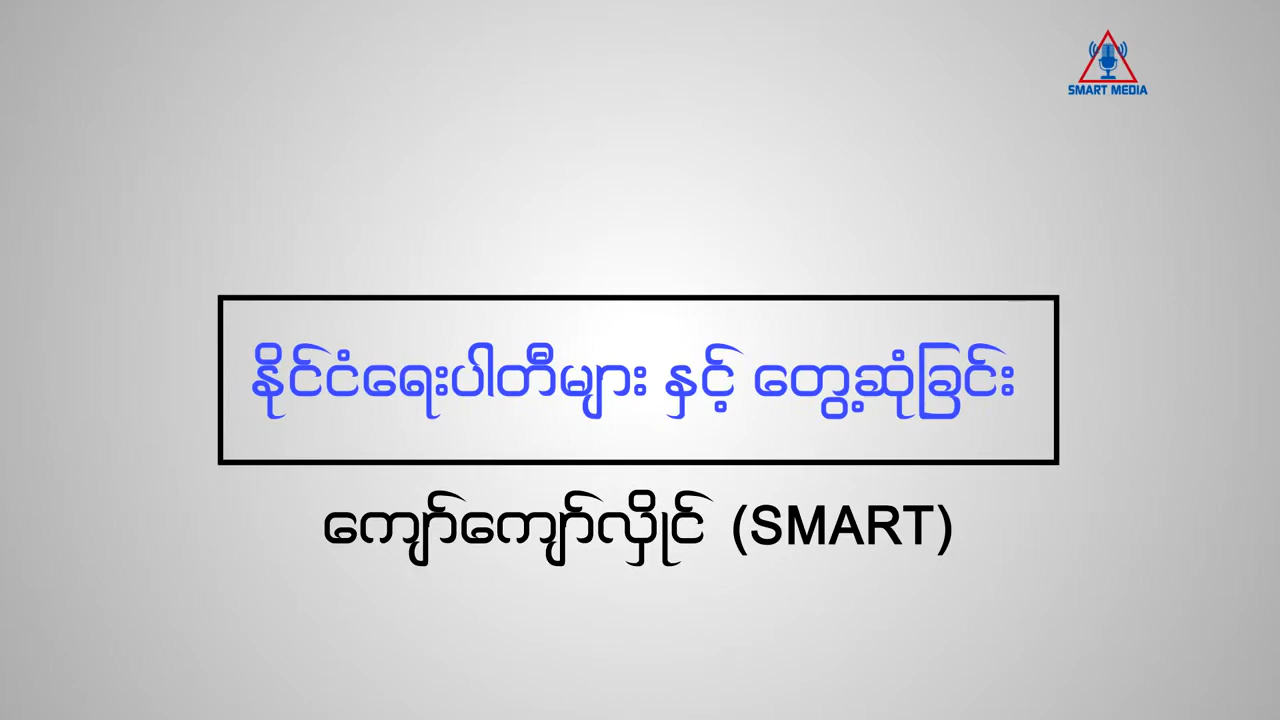 SMART MEDIA
နိုင်ငံရေးပါတီများ နှင့် တွေ့ဆုံခြင်း
ကျော်ကျော်လှိုင် (SMART)